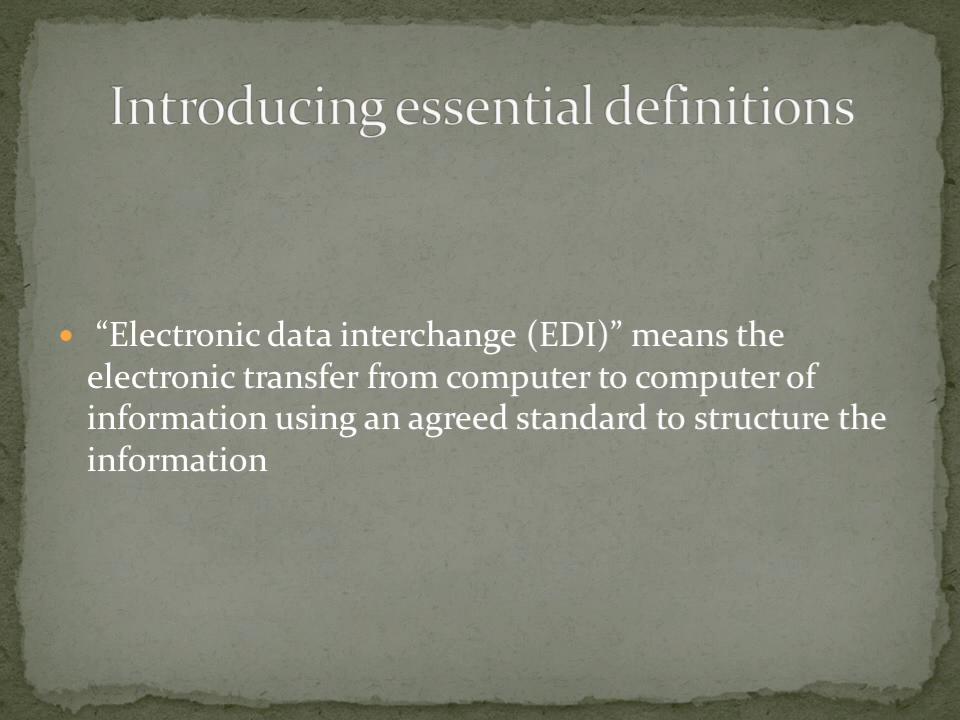 Introducing essential definitions
• “Electronic data interchange (EDI)” means the
electronic transfer from computer to computer of
information using an agreed standard to structure the
information